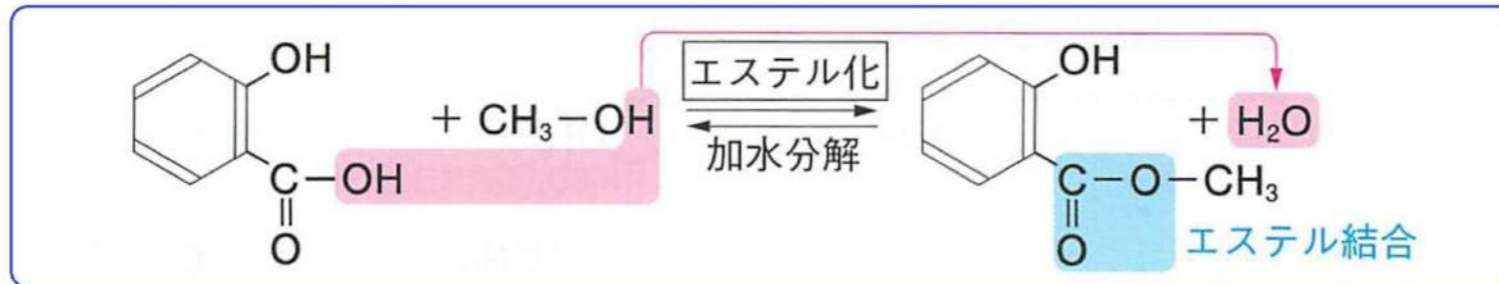 OH
C-OH
O
+ CH₃-OH
エステル化
加水分解
OH
C-O-CH₃
O
エステル結合
+ H₂O